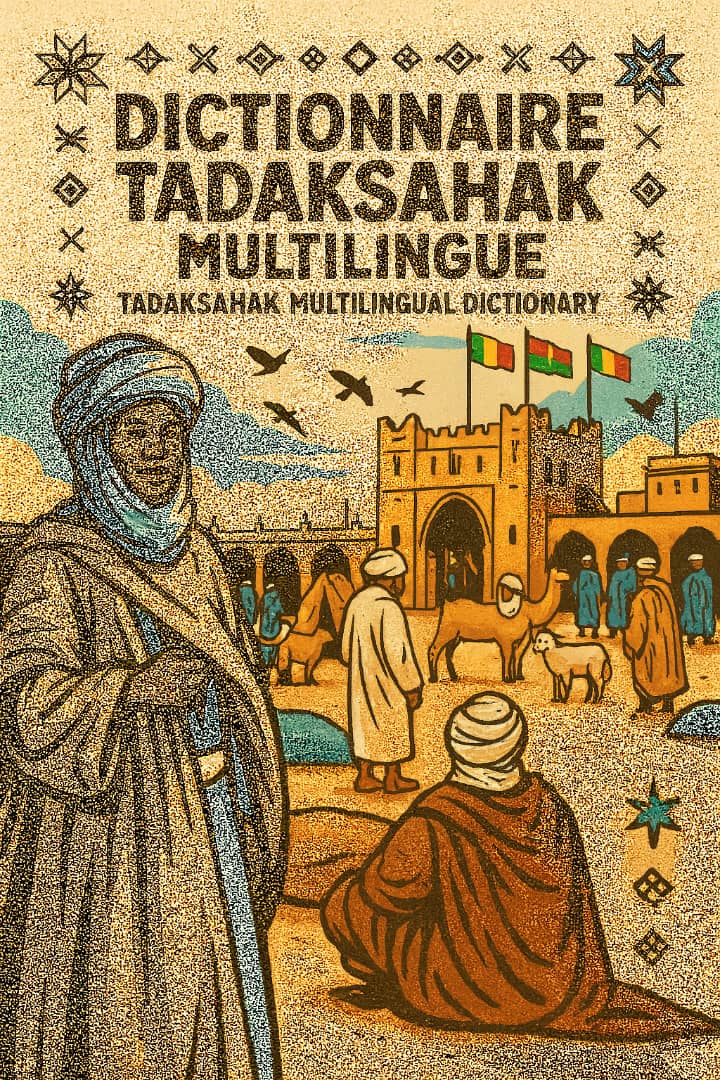 DICTIONNAIRE
TADAKSAHAK
MULTILINGUE
TADAKSAHAK MULTILINGUAL DICTIONARY